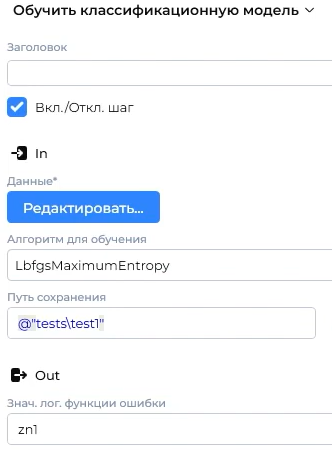 Обучить классификационную модель
Заголовок
Вкл./Откл. шаг
In
Данные*
Редактировать...
Алгоритм для обучения
LbfgsMaximumEntropy
Путь сохранения
@"tests\test1"
Out
Знач. лог. функции ошибки
zn1